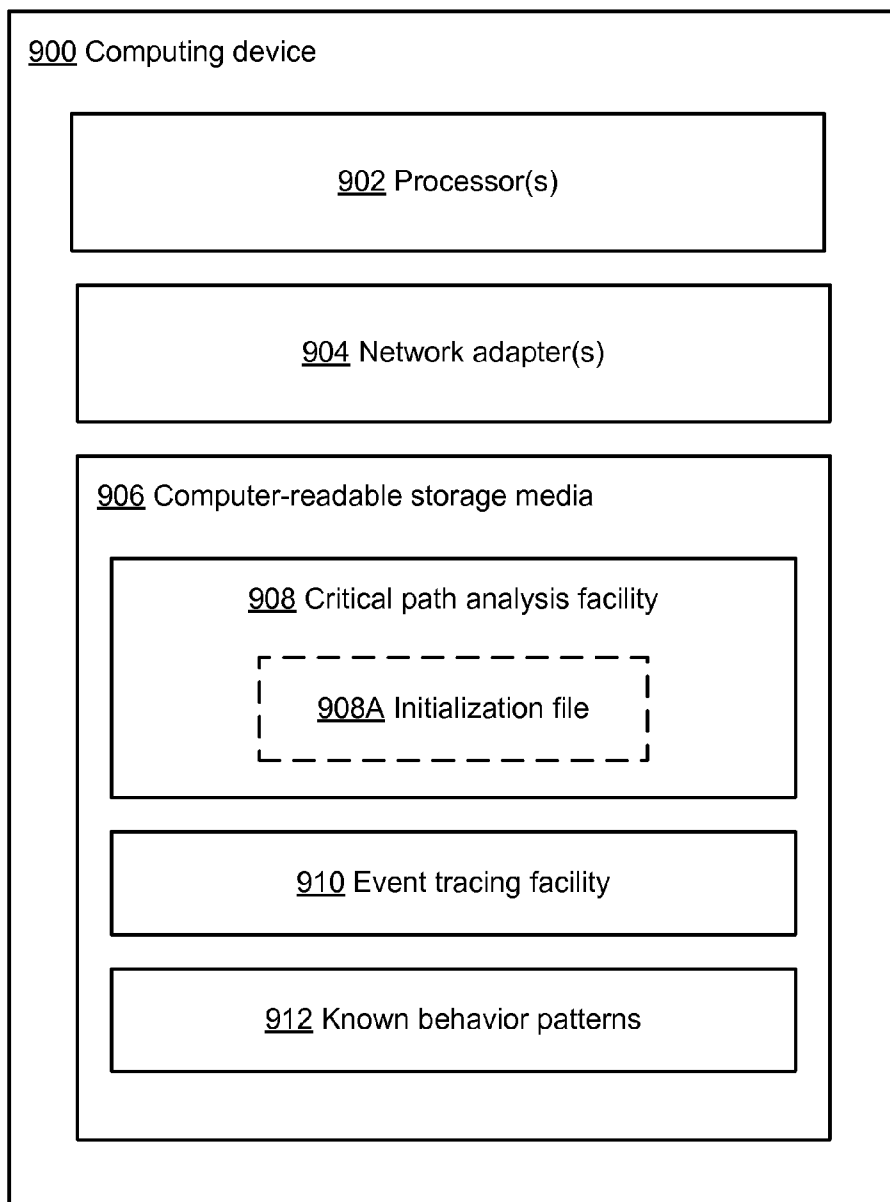 900 Computing device
902 Processor(s)
904 Network adapter(s)
906 Computer-readable storage media
908 Critical path analysis facility
908A Initialization file
910 Event tracing facility
912 Known behavior patterns